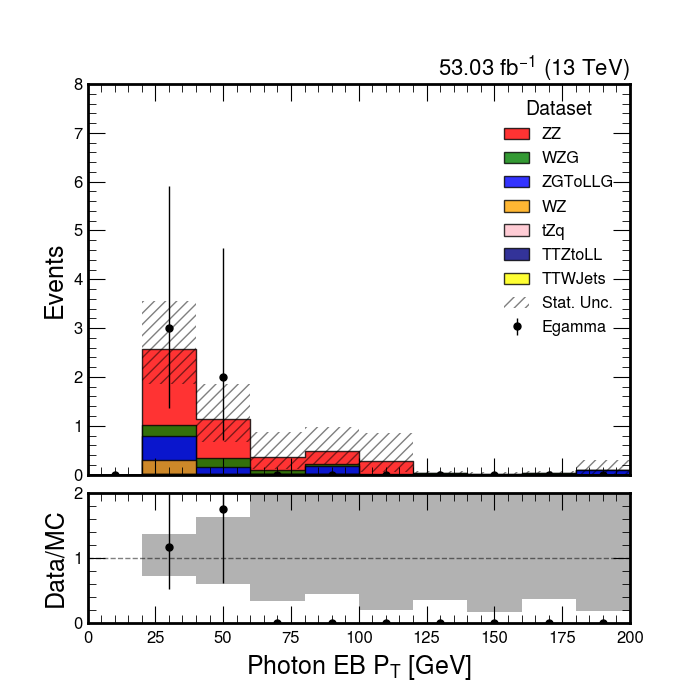 53.03 fb⁻¹ (13 TeV)
8
7
6
5
4
3
2
1
0
Events
Dataset
ZZ
WZG
ZGToLLG
WZ
tZq
TTZtoLL
TTWJets
Stat. Unc.
Egamma
2
1
0
Data/MC
0 25 50 75 100 125 150 175 200
Photon EB P_T [GeV]